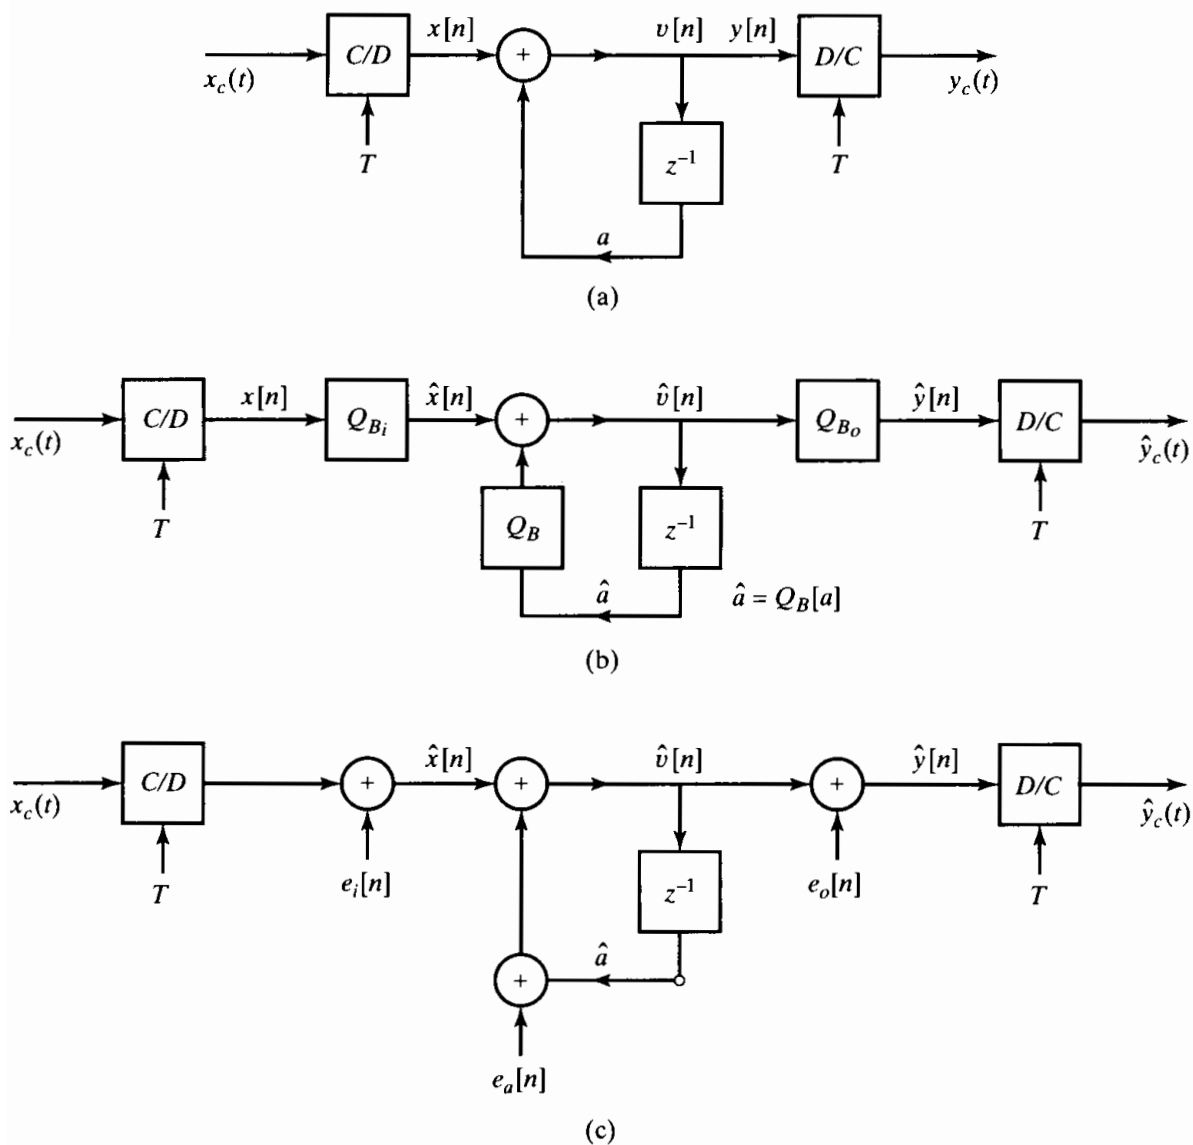 x[n] v[n] y[n]
C/D + D/C
x_c(t) y_c(t)
T z⁻¹ T
a
(a)
x[n] x̂[n] v̂[n] ŷ[n]
C/D Q_{B_i} + Q_{B_o} D/C
x_c(t) ŷ_c(t)
T Q_B z⁻¹ T
â â = Q_B[a]
(b)
x̂[n] v̂[n] ŷ[n]
C/D + + + D/C
x_c(t) ŷ_c(t)
T e_i[n] z⁻¹ e_o[n] T
â
+
e_a[n]
(c)